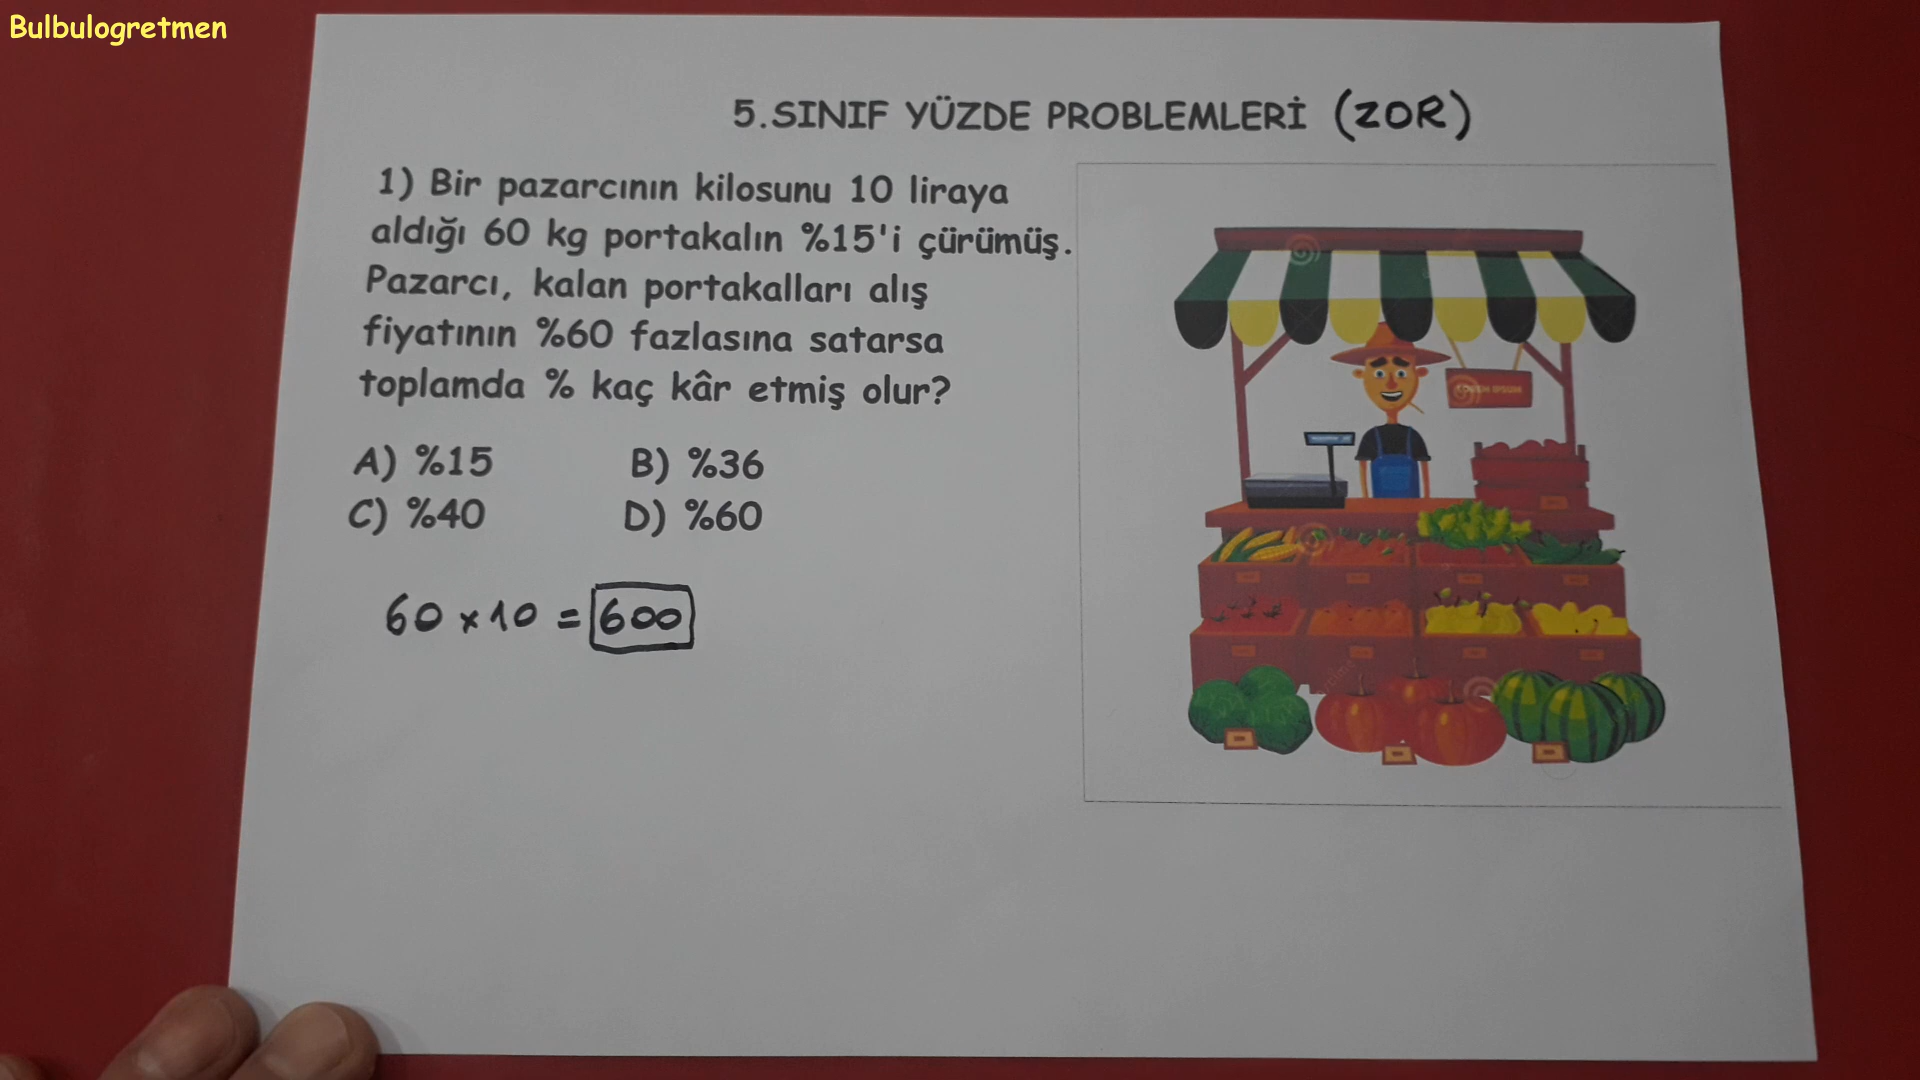 Bulbulogretmen
5.SINIF YÜZDE PROBLEMLERİ (ZOR)
1) Bir pazarcının kilosunu 10 liraya
aldığı 60 kg portakalın %15'i çürümüş.
Pazarcı, kalan portakalları alış
fiyatının %60 fazlasına satarsa
toplamda % kaç kâr etmiş olur?
A) %15 B) %36
C) %40 D) %60
60 x 10 = 600